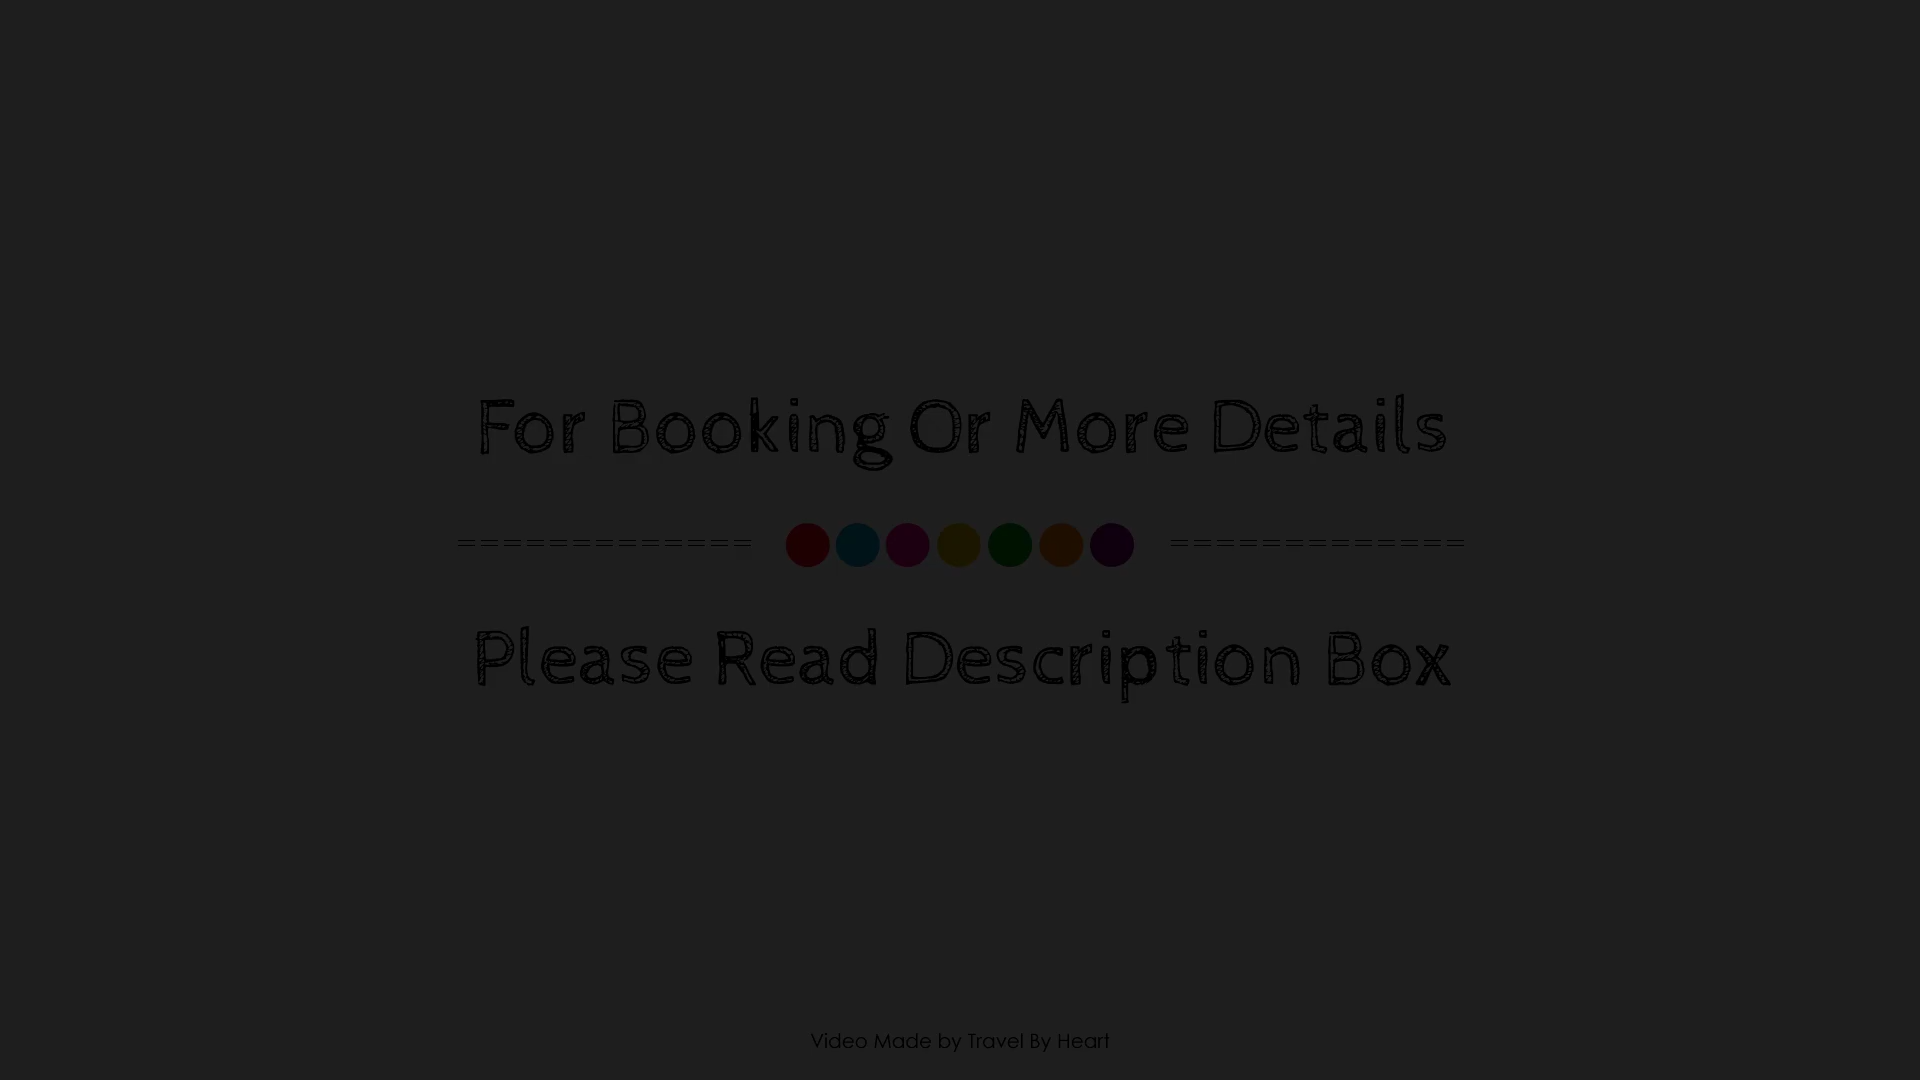 For Booking Or More Details
============= =============
Please Read Description Box
Video Made by Travel By Heart